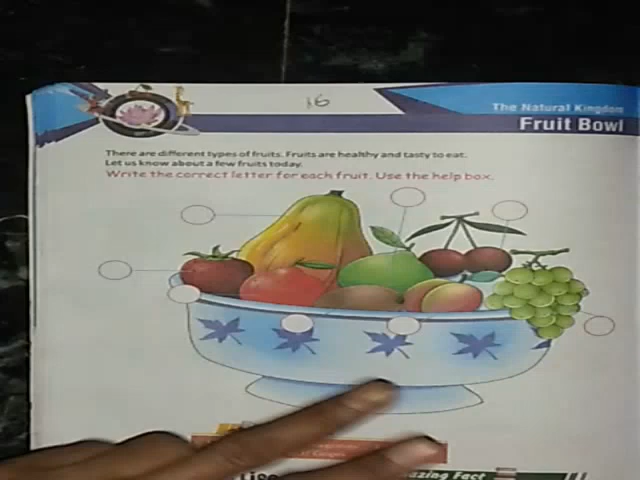 16
The Natural Kingdom
Fruit Bowl
There are different types of fruits. Fruits are healthy and tasty to eat.
Let us know about a few fruits today.
Write the correct letter for each fruit. Use the help box.
Fact